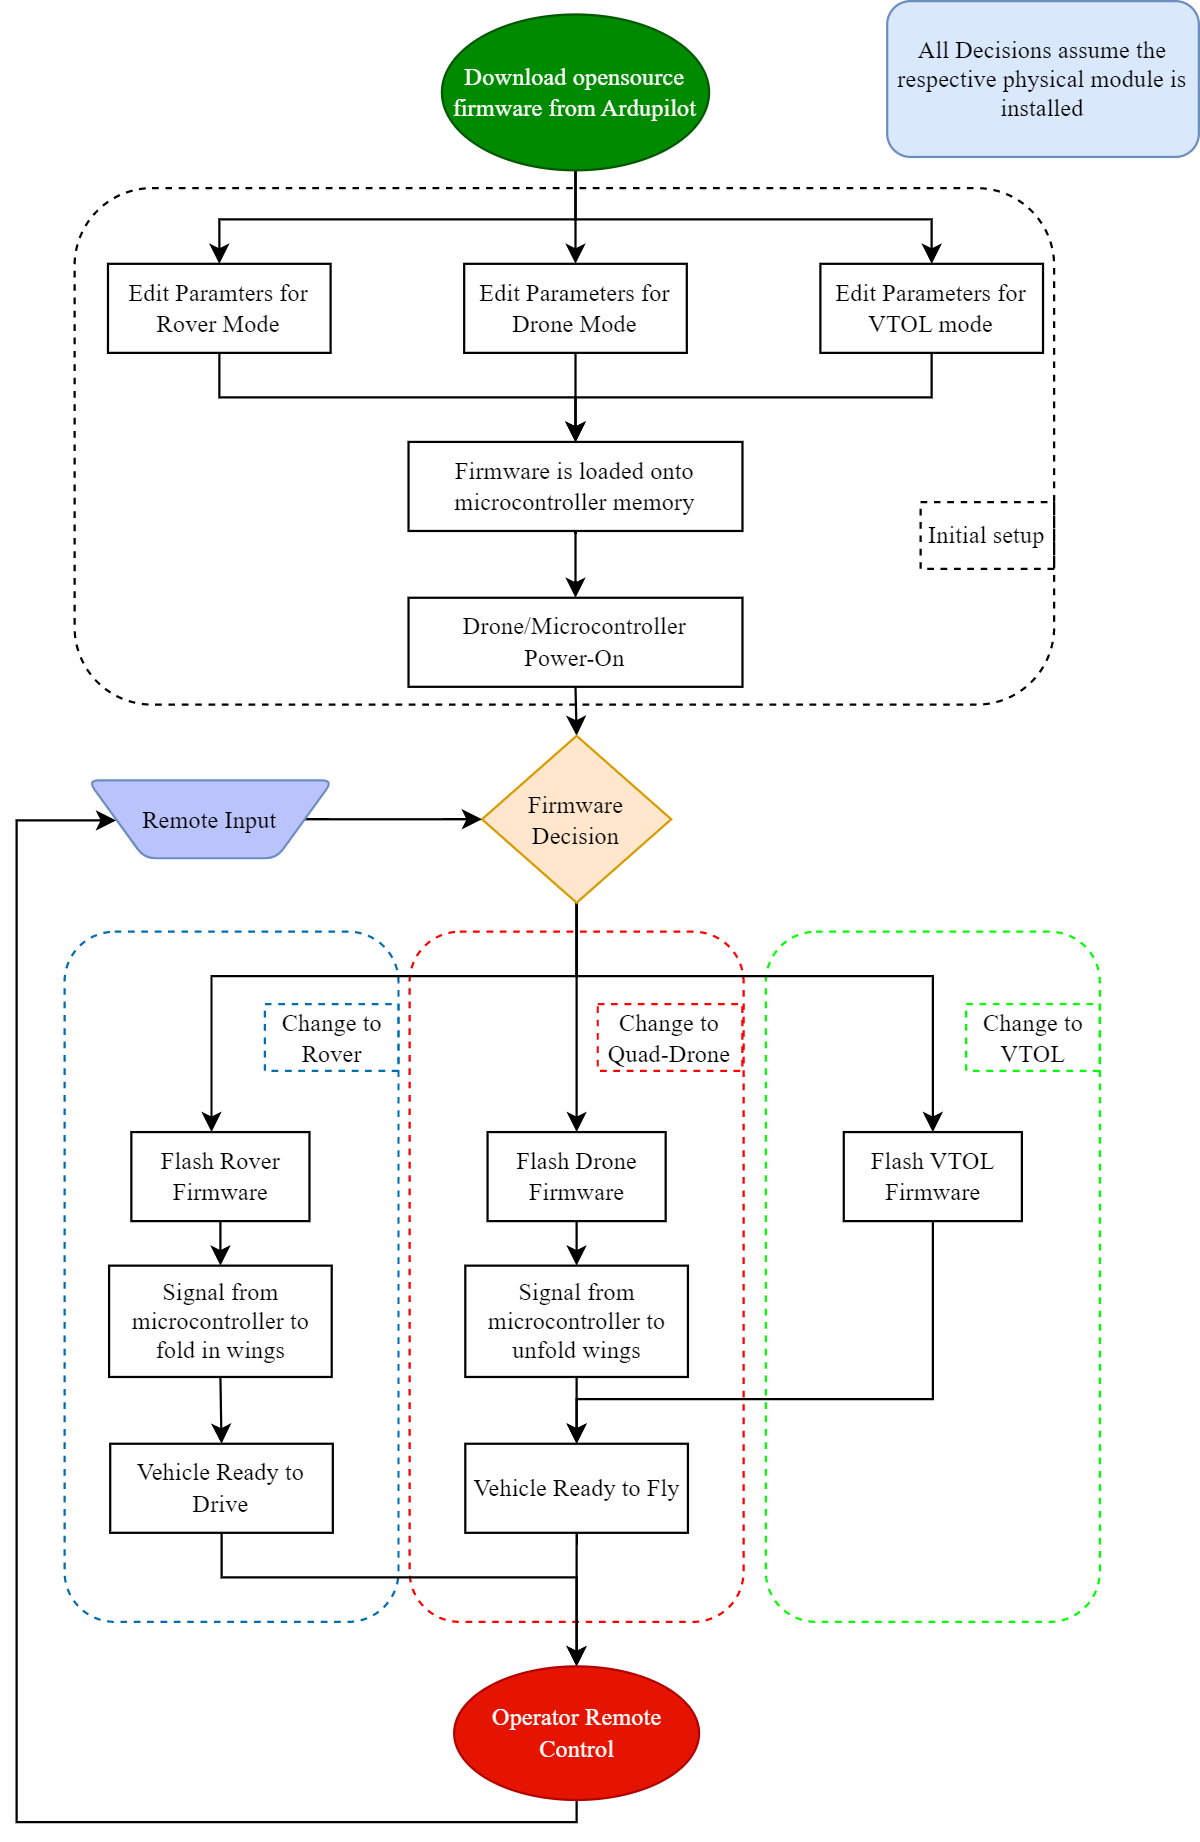 Download opensource
firmware from Ardupilot
All Decisions assume the
respective physical module is
installed
Edit Paramters for
Rover Mode
Edit Parameters for
Drone Mode
Edit Parameters for
VTOL mode
Firmware is loaded onto
microcontroller memory
Initial setup
Drone/Microcontroller
Power-On
Remote Input
Firmware
Decision
Change to
Rover
Change to
Quad-Drone
Change to
VTOL
Flash Rover
Firmware
Flash Drone
Firmware
Flash VTOL
Firmware
Signal from
microcontroller to
fold in wings
Signal from
microcontroller to
unfold wings
Vehicle Ready to
Drive
Vehicle Ready to Fly
Operator Remote
Control